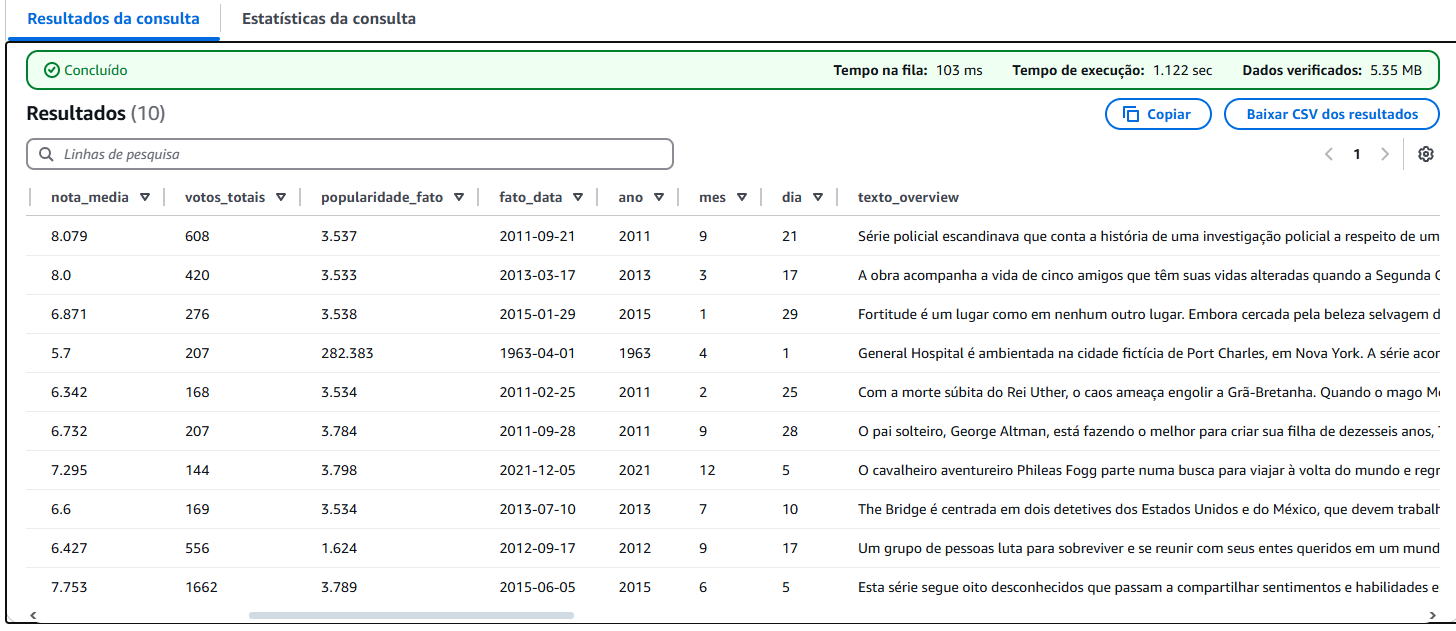 Resultados da consulta Estatísticas da consulta
Concluído Tempo na fila: 103 ms Tempo de execução: 1.122 sec Dados verificados: 5.35 MB
Resultados (10) Copiar Baixar CSV dos resultados
Linhas de pesquisa 1
nota_media votos_totais popularidade_fato fato_data ano mes dia texto_overview
8.079 608 3.537 2011-09-21 2011 9 21 Série policial escandinava que conta a história de uma investigação policial a respeito de um
8.0 420 3.533 2013-03-17 2013 3 17 A obra acompanha a vida de cinco amigos que têm suas vidas alteradas quando a Segunda
6.871 276 3.538 2015-01-29 2015 1 29 Fortitude é um lugar como em nenhum outro lugar. Embora cercada pela beleza selvagem d
5.7 207 282.383 1963-04-01 1963 4 1 General Hospital é ambientada na cidade fictícia de Port Charles, em Nova York. A série acor
6.342 168 3.534 2011-02-25 2011 2 25 Com a morte súbita do Rei Uther, o caos ameaça engolir a Grã-Bretanha. Quando o mago
6.732 207 3.784 2011-09-28 2011 9 28 O pai solteiro, George Altman, está fazendo o melhor para criar sua filha de dezesseis anos,
7.295 144 3.798 2021-12-05 2021 12 5 O cavalheiro aventureiro Phileas Fogg parte numa busca para viajar à volta do mundo e regr
6.6 169 3.534 2013-07-10 2013 7 10 The Bridge é centrada em dois detetives dos Estados Unidos e do México, que devem trabalh
6.427 556 1.624 2012-09-17 2012 9 17 Um grupo de pessoas luta para sobreviver e se reunir com seus entes queridos em um mund
7.753 1662 3.789 2015-06-05 2015 6 5 Esta série segue oito desconhecidos que passam a compartilhar sentimentos e habilidades e